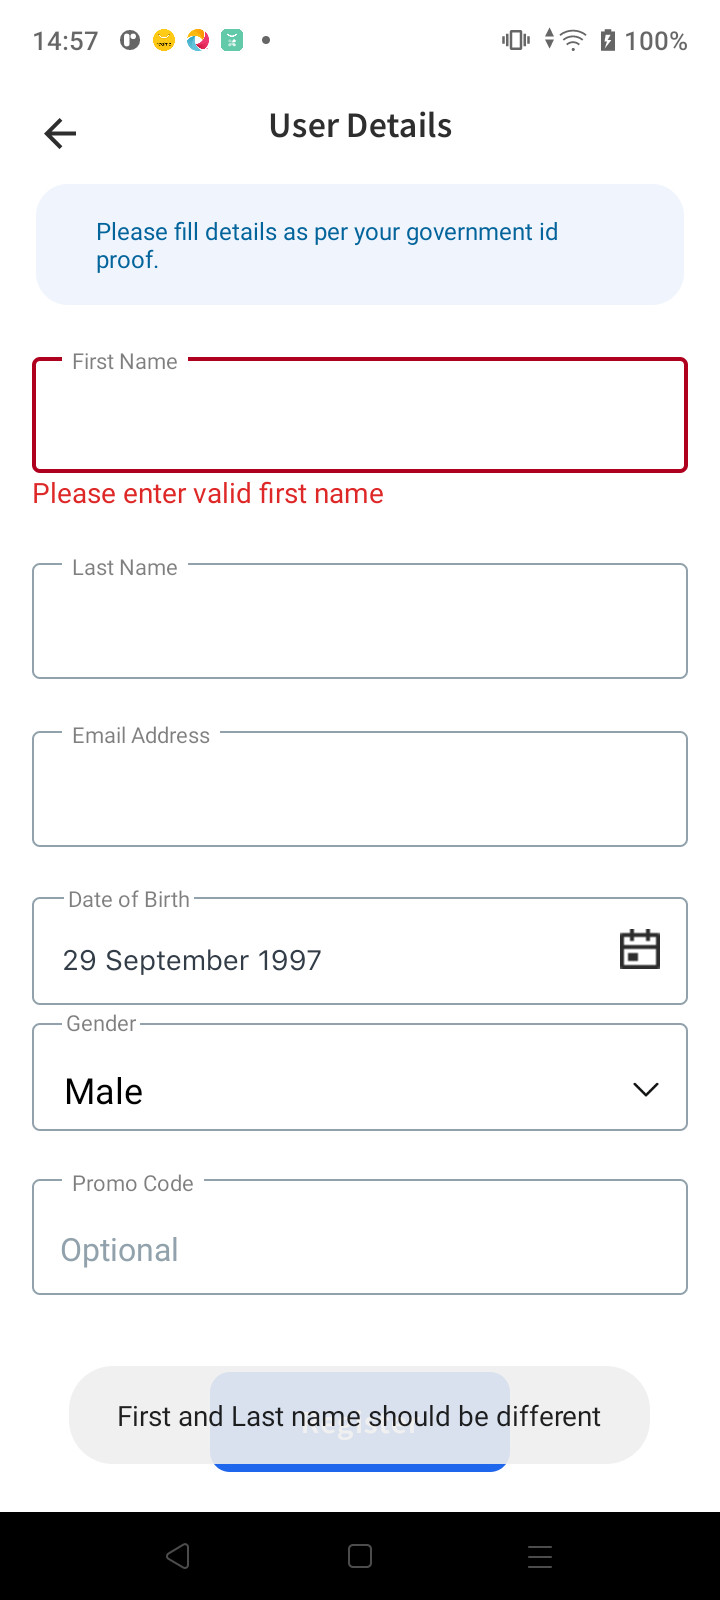 14:57
100%
User Details
Please fill details as per your government id
proof.
First Name
Please enter valid first name
Last Name
Email Address
Date of Birth
29 September 1997
Gender
Male
Promo Code
Optional
Register
First and Last name should be different